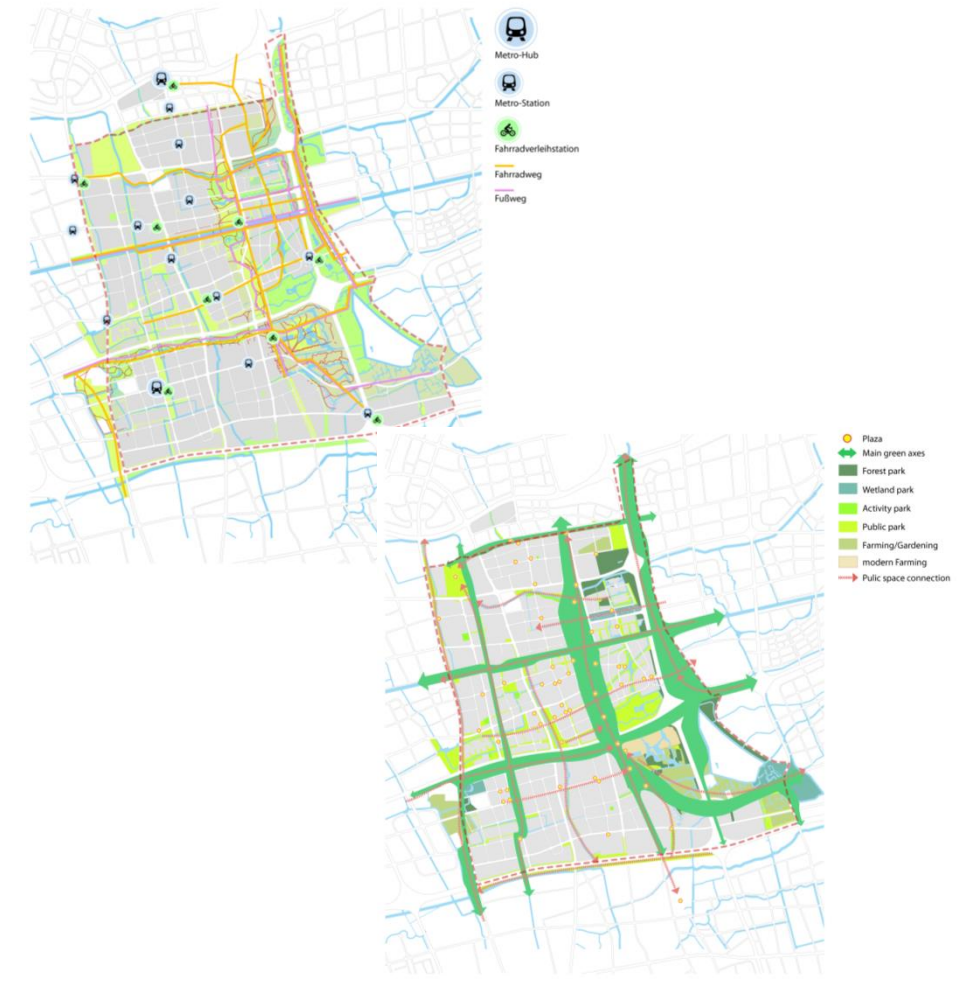 Metro-Hub
Metro-Station
Fahrradverleihstation
Fahrradweg
Fußweg
Plaza
Main green axes
Forest park
Wetland park
Activity park
Public park
Farming/Gardening
modern Farming
Pulic space connection